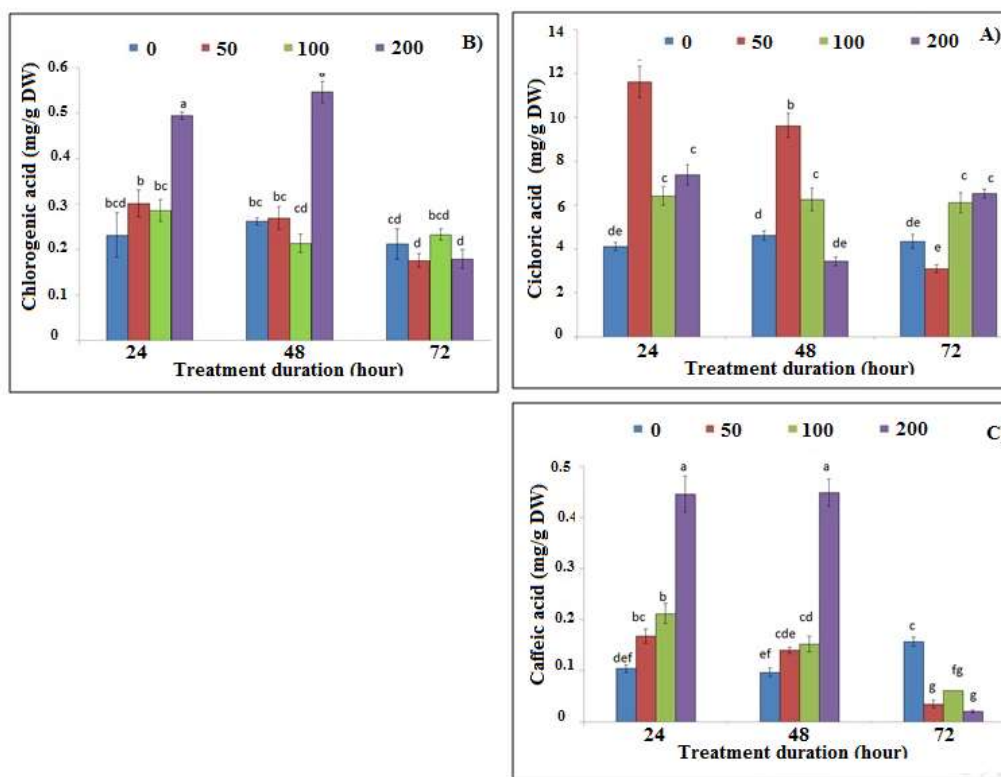 B)
0 50 100 200
Chlorogenic acid (mg/g DW)
0.6
0.5
0.4
0.3
0.2
0.1
0
bcd b bc a
bc bc cd
cd d bcd d
24 48 72
Treatment duration (hour)
A)
0 50 100 200
Cichoric acid (mg/g DW)
14
12
10
8
6
4
2
0
de c c
d b c de
de e c c
24 48 72
Treatment duration (hour)
C
0 50 100 200
Caffeic acid (mg/g DW)
0.5
0.4
0.3
0.2
0.1
0
def bc b a
ef cde cd a
c g fg g
24 48 72
Treatment duration (hour)